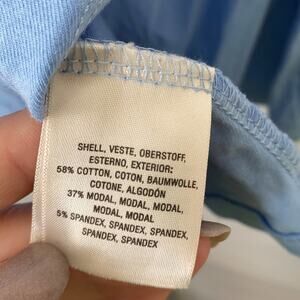 SHELL, VESTE, OBERSTOFF,
ESTERNO, EXTERIOR:
58% COTTON, COTON, BAUMWOLLE,
COTONE, ALGODÓN
37% MODAL, MODAL, MODAL,
MODAL, MODAL
5% SPANDEX, SPANDEX, SPANDEX,
SPANDEX, SPANDEX